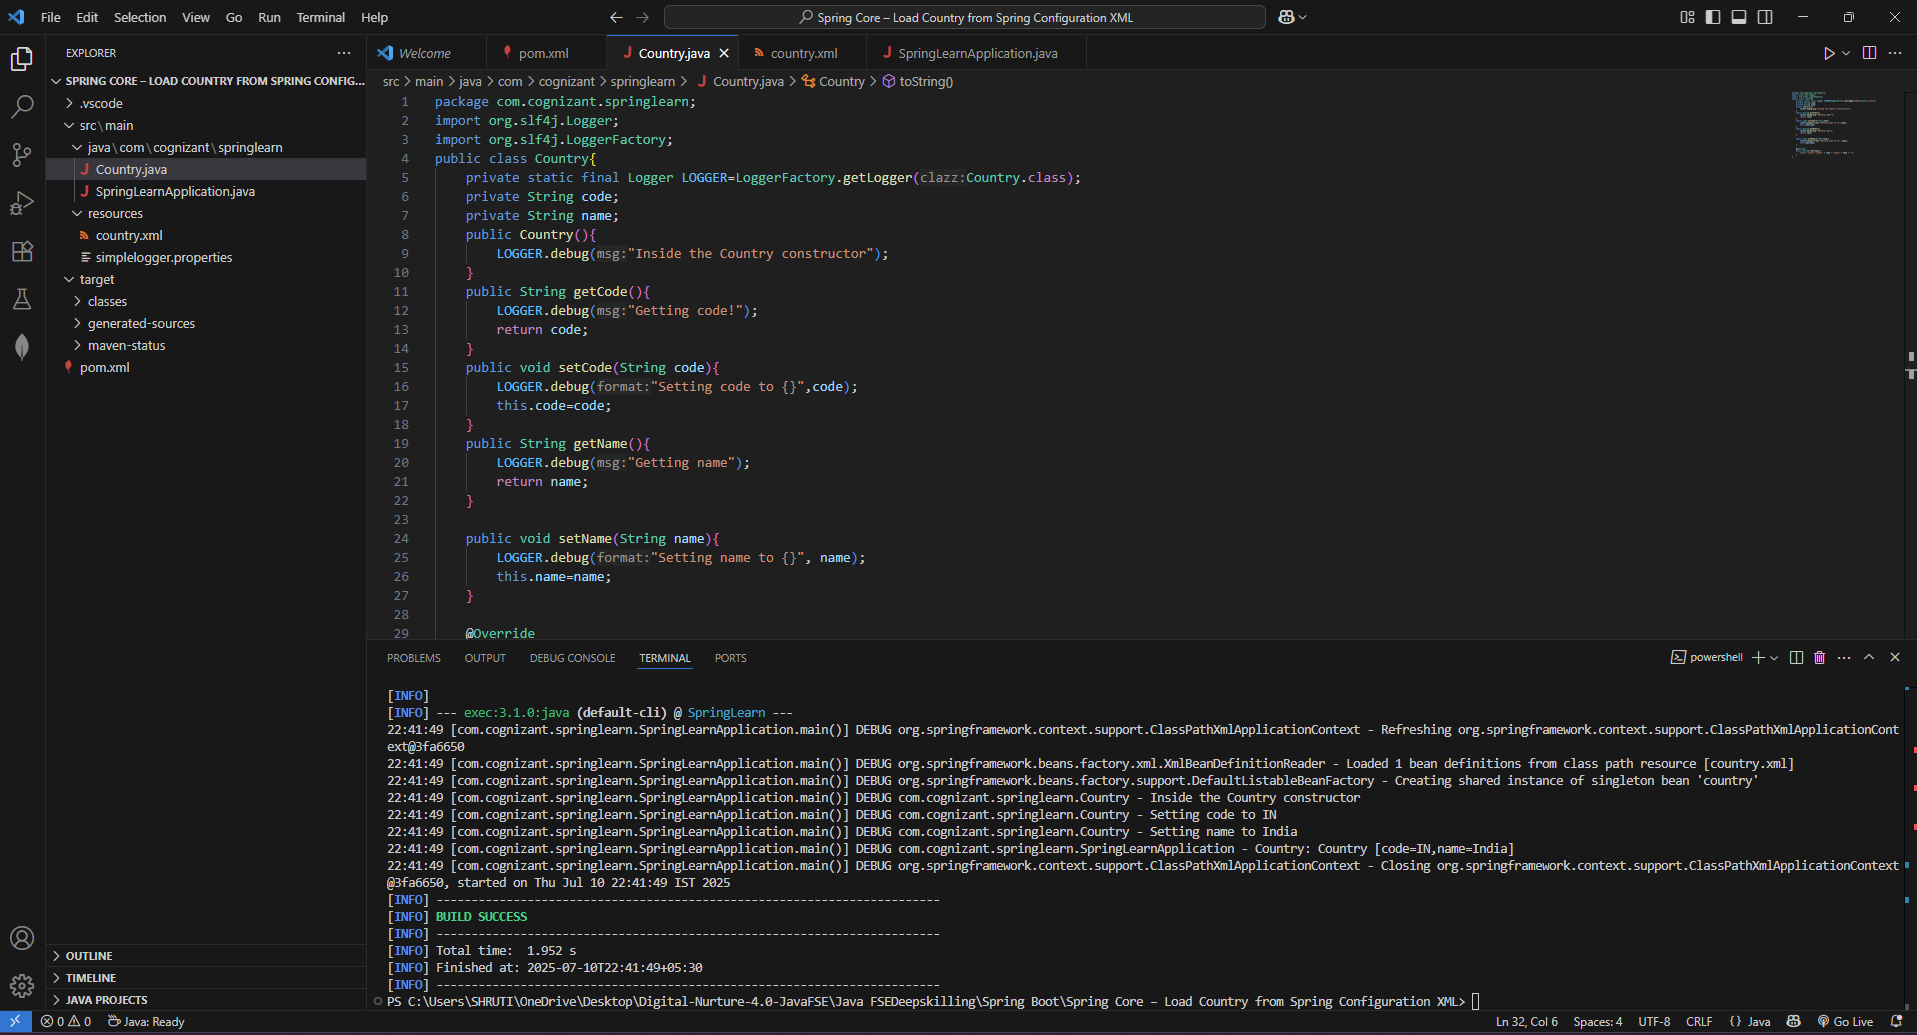 File Edit Selection View Go Run Terminal Help
Spring Core – Load Country from Spring Configuration XML
EXPLORER
SPRING CORE – LOAD COUNTRY FROM SPRING CONFIG...
.vscode
src\main
java\com\cognizant\springlearn
Country.java
SpringLearnApplication.java
resources
country.xml
simplelogger.properties
target
classes
generated-sources
maven-status
pom.xml
OUTLINE
TIMELINE
JAVA PROJECTS
Welcome pom.xml Country.java country.xml SpringLearnApplication.java
src > main > java > com > cognizant > springlearn > Country.java > Country > toString()
1 package com.cognizant.springlearn;
2 import org.slf4j.Logger;
3 import org.slf4j.LoggerFactory;
4 public class Country{
5 private static final Logger LOGGER=LoggerFactory.getLogger(clazz:Country.class);
6 private String code;
7 private String name;
8 public Country(){
9 LOGGER.debug(msg:"Inside the Country constructor");
10 }
11 public String getCode(){
12 LOGGER.debug(msg:"Getting code!");
13 return code;
14 }
15 public void setCode(String code){
16 LOGGER.debug(format:"Setting code to {}",code);
17 this.code=code;
18 }
19 public String getName(){
20 LOGGER.debug(msg:"Getting name");
21 return name;
22 }
23
24 public void setName(String name){
25 LOGGER.debug(format:"Setting name to {}", name);
26 this.name=name;
27 }
28
29 @Override
PROBLEMS OUTPUT DEBUG CONSOLE TERMINAL PORTS
powershell
[INFO]
[INFO] --- exec:3.1.0:java (default-cli) @ SpringLearn ---
22:41:49 [com.cognizant.springlearn.SpringLearnApplication.main()] DEBUG org.springframework.context.support.ClassPathXmlApplicationContext - Refreshing org.springframework.context.support.ClassPathXmlApplicationCont
ext@3fa6650
22:41:49 [com.cognizant.springlearn.SpringLearnApplication.main()] DEBUG org.springframework.beans.factory.xml.XmlBeanDefinitionReader - Loaded 1 bean definitions from class path resource [country.xml]
22:41:49 [com.cognizant.springlearn.SpringLearnApplication.main()] DEBUG org.springframework.beans.factory.support.DefaultListableBeanFactory - Creating shared instance of singleton bean 'country'
22:41:49 [com.cognizant.springlearn.SpringLearnApplication.main()] DEBUG com.cognizant.springlearn.Country - Inside the Country constructor
22:41:49 [com.cognizant.springlearn.SpringLearnApplication.main()] DEBUG com.cognizant.springlearn.Country - Setting code to IN
22:41:49 [com.cognizant.springlearn.SpringLearnApplication.main()] DEBUG com.cognizant.springlearn.Country - Setting name to India
22:41:49 [com.cognizant.springlearn.SpringLearnApplication.main()] DEBUG com.cognizant.springlearn.SpringLearnApplication - Country: Country [code=IN,name=India]
22:41:49 [com.cognizant.springlearn.SpringLearnApplication.main()] DEBUG org.springframework.context.support.ClassPathXmlApplicationContext - Closing org.springframework.context.support.ClassPathXmlApplicationContext
@3fa6650, started on Thu Jul 10 22:41:49 IST 2025
[INFO] ------------------------------------------------------------------------
[INFO] BUILD SUCCESS
[INFO] ------------------------------------------------------------------------
[INFO] Total time:  1.952 s
[INFO] Finished at: 2025-07-10T22:41:49+05:30
[INFO] ------------------------------------------------------------------------
PS C:\Users\SHRUTI\OneDrive\Desktop\Digital-Nurture-4.0-JavaFSE\Java FSEDeepskilling\Spring Boot\Spring Core – Load Country from Spring Configuration XML>
0 0 Java: Ready Ln 32, Col 6 Spaces: 4 UTF-8 CRLF {} Java Go Live